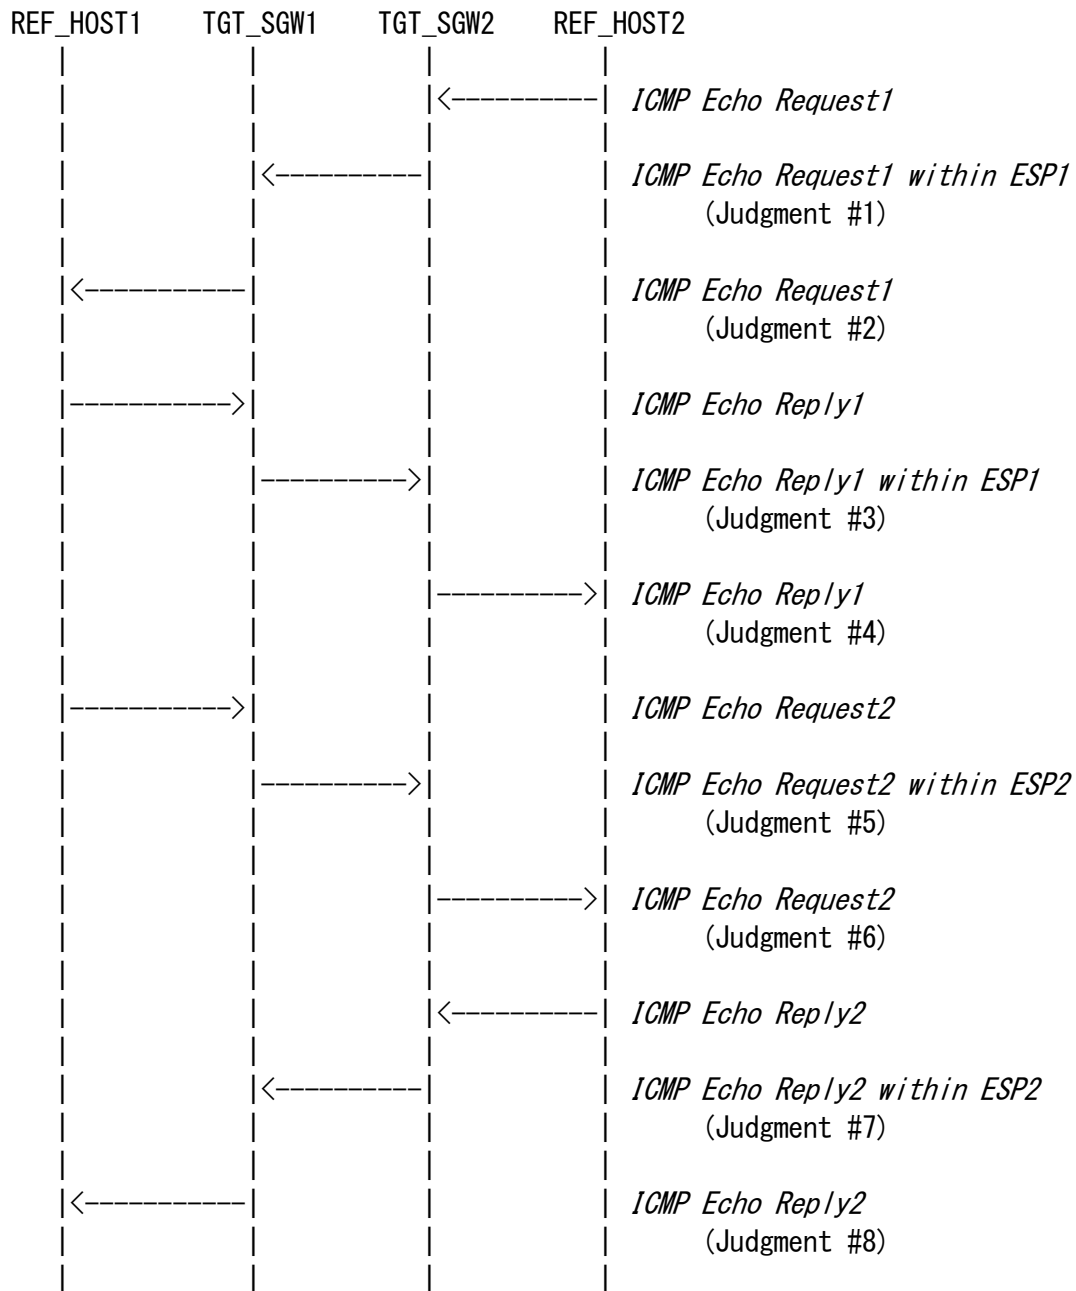 REF_HOST1 TGT_SGW1 TGT_SGW2 REF_HOST2
| | | |
| | |<----------| ICMP Echo Request1
| | | |
| |<----------| | ICMP Echo Request1 within ESP1
| | | | (Judgment #1)
| | | |
|<-----------| | | ICMP Echo Request1
| | | | (Judgment #2)
| | | |
|----------->| | | ICMP Echo Reply1
| | | |
| |---------->| | ICMP Echo Reply1 within ESP1
| | | | (Judgment #3)
| | | |
| | |---------->| ICMP Echo Reply1
| | | | (Judgment #4)
| | | |
|----------->| | | ICMP Echo Request2
| | | |
| |---------->| | ICMP Echo Request2 within ESP2
| | | | (Judgment #5)
| | | |
| | |---------->| ICMP Echo Request2
| | | | (Judgment #6)
| | | |
| | |<----------| ICMP Echo Reply2
| | | |
| |<----------| | ICMP Echo Reply2 within ESP2
| | | | (Judgment #7)
| | | |
|<-----------| | | ICMP Echo Reply2
| | | | (Judgment #8)
| | | |